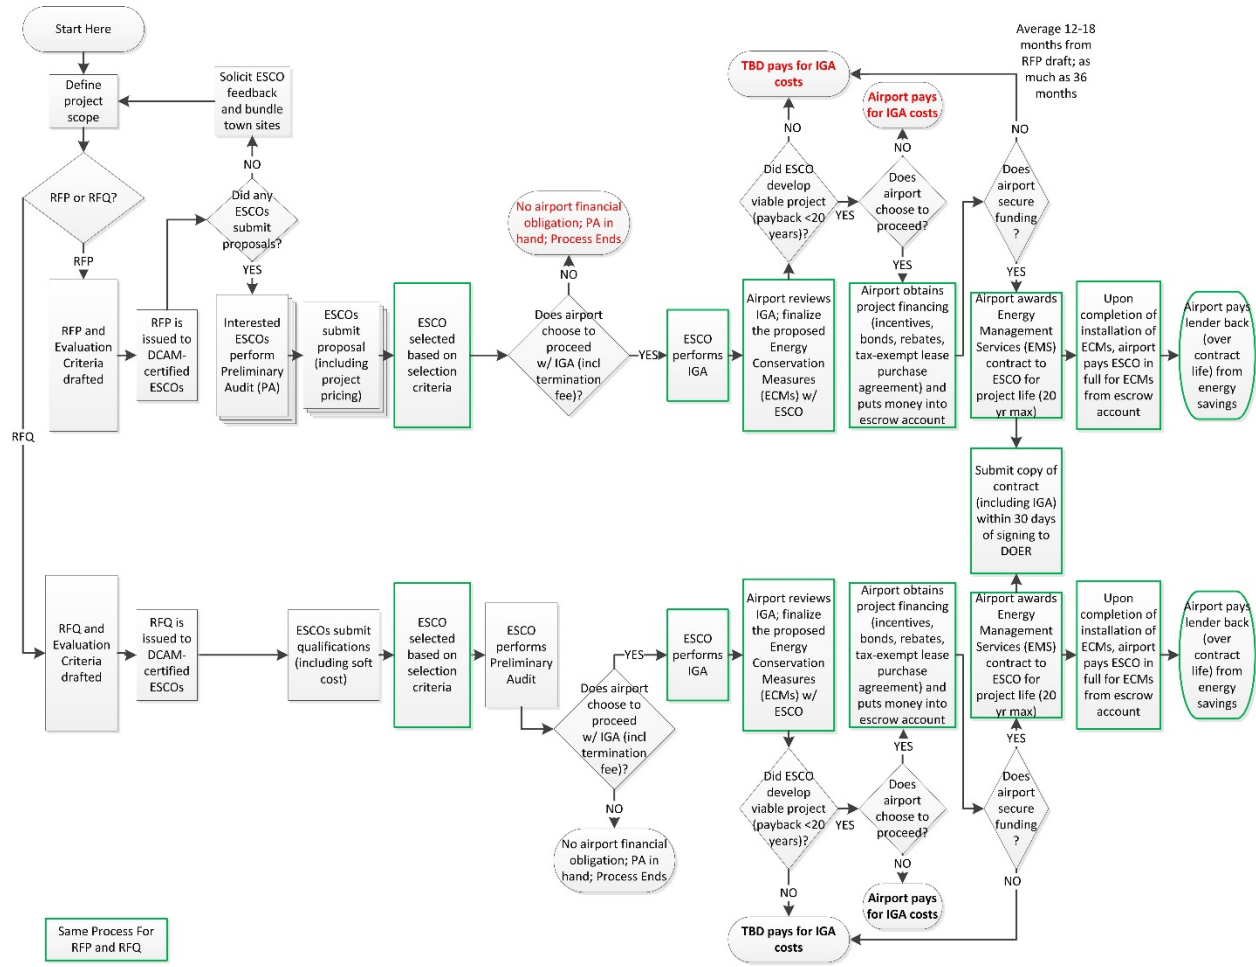 Start Here
Define
project
scope
Solicit ESCO
feedback
and bundle
town sites
NO
RFP or RFQ?
Did any
ESCOs
submit
proposals?
RFP
YES
RFP and
Evaluation
Criteria
drafted
RFP is
issued to
DCAM-
certified
ESCOs
Interested
ESCOs
perform
Preliminary
Audit (PA)
ESCOs
submit
proposal
(including
project
pricing)
ESCO
selected
based on
selection
criteria
No airport financial
obligation; PA in
hand; Process Ends
NO
Does airport
choose to
proceed
w/ IGA (incl
termination
fee)?
YES
ESCO
performs
IGA
Airport reviews
IGA; finalize
the proposed
Energy
Conservation
Measures
(ECMs) w/
ESCO
TBD pays for IGA
costs
NO
Did ESCO
develop
viable project
(payback <20
years)?
YES
Airport pays
for IGA costs
NO
Does
airport
choose to
proceed?
YES
Airport obtains
project financing
(incentives,
bonds, rebates,
tax-exempt lease
purchase
agreement) and
puts money into
escrow account
Average 12-18
months from
RFP draft; as
much as 36
months
NO
Does
airport
secure
funding
?
YES
Airport awards
Energy
Management
Services (EMS)
contract to
ESCO for
project life (20
yr max)
Upon
completion of
installation of
ECMs, airport
pays ESCO in
full for ECMs
from escrow
account
Airport pays
lender back
(over
contract
life) from
energy
savings
RFQ
Submit copy of
contract
(including IGA)
within 30 days
of signing to
DOER
RFQ and
Evaluation
Criteria
drafted
RFQ is
issued to
DCAM-
certified
ESCOs
ESCOs submit
qualifications
(including soft
cost)
ESCO
selected
based on
selection
criteria
ESCO
performs
Preliminary
Audit
YES
Does airport
choose to
proceed
w/ IGA (incl
termination
fee)?
NO
No airport financial
obligation; PA in
hand; Process Ends
ESCO
performs
IGA
Airport reviews
IGA; finalize
the proposed
Energy
Conservation
Measures
(ECMs) w/
ESCO
Airport obtains
project financing
(incentives,
bonds, rebates,
tax-exempt lease
purchase
agreement) and
puts money into
escrow account
Airport awards
Energy
Management
Services (EMS)
contract to
ESCO for
project life (20
yr max)
Upon
completion of
installation of
ECMs, airport
pays ESCO in
full for ECMs
from escrow
account
Airport pays
lender back
(over
contract
life) from
energy
savings
Did ESCO
develop
viable project
(payback <20
years)?
YES
NO
YES
Does
airport
choose to
proceed?
NO
Airport pays
for IGA costs
YES
Does
airport
secure
funding
?
NO
TBD pays for IGA
costs
Same Process For
RFP and RFQ